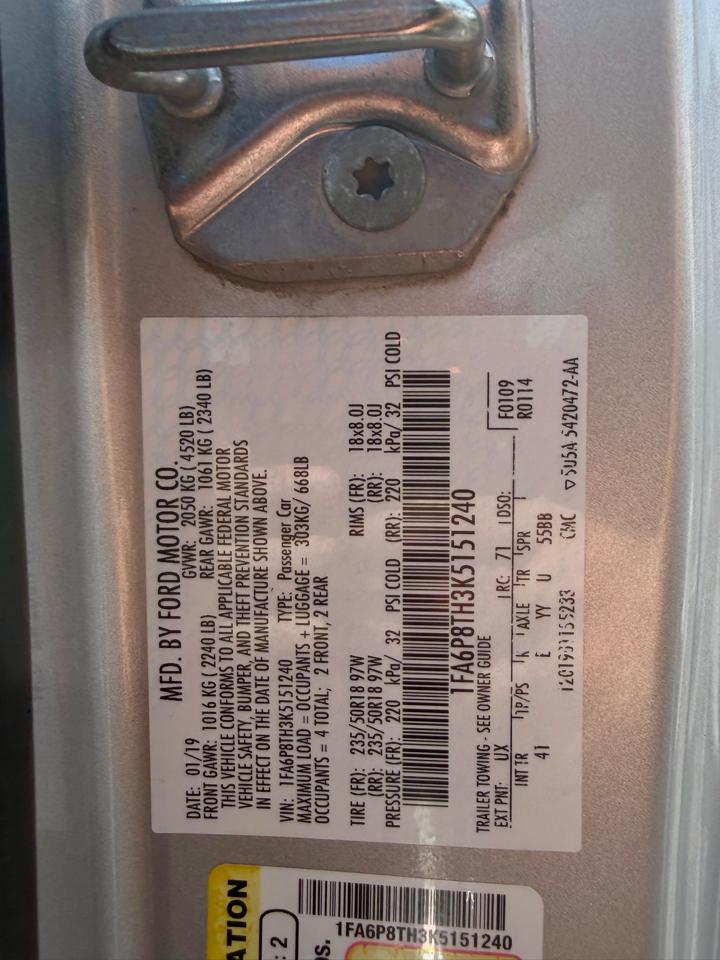 MFD. BY FORD MOTOR CO.
DATE: 01/19 GVWR: 2050 KG ( 4520 LB)
FRONT GAWR: 1016 KG ( 2240 LB) REAR GAWR: 1061 KG ( 2340 LB)
THIS VEHICLE CONFORMS TO ALL APPLICABLE FEDERAL MOTOR
VEHICLE SAFETY, BUMPER, AND THEFT PREVENTION STANDARDS
IN EFFECT ON THE DATE OF MANUFACTURE SHOWN ABOVE.
VIN: 1FA6P8TH3K5151240 TYPE: Passenger Car
MAXIMUM LOAD = OCCUPANTS + LUGGAGE = 303KG/ 668LB
OCCUPANTS = 4 TOTAL; 2 FRONT, 2 REAR
TIRE (FR): 235/50R18 97W RIMS (FR): 18x8.0J
(RR): 235/50R18 97W (RR): 18x8.0J
PRESSURE (FR): 220 kPa/ 32 PSI COLD (RR): 220 kPa/ 32 PSI COLD
1FA6P8TH3K5151240
TRAILER TOWING - SEE OWNER GUIDE
EXT PNT: UX RC: 71 DSO: F0109
INT TR TP/PS AXLE TR SPR R0114
41 E YY U 55BB
CMC ▽5U5A 5420472-AA
ATION
: 2
os.
1FA6P8TH3K5151240